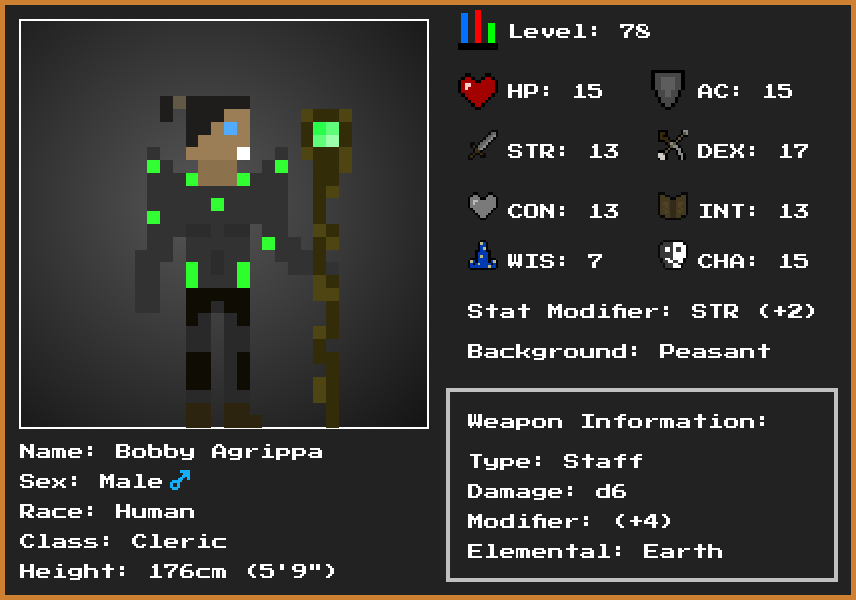 Level: 78
HP: 15
AC: 15
STR: 13
DEX: 17
CON: 13
INT: 13
WIS: 7
CHA: 15
Stat Modifier: STR (+2)
Background: Peasant
Weapon Information:
Type: Staff
Damage: d6
Modifier: (+4)
Elemental: Earth
Name: Bobby Agrippa
Sex: Male♂
Race: Human
Class: Cleric
Height: 176cm (5'9")